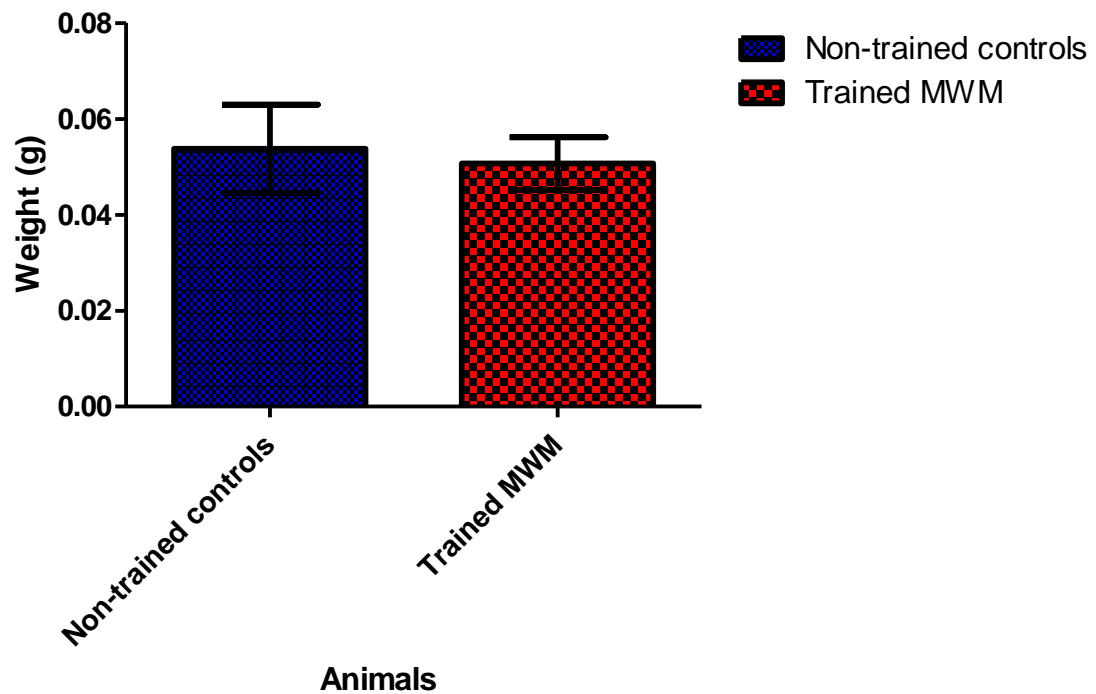 0.08
0.06
0.04
0.02
0.00
Weight (g)
Non-trained controls
Trained MWM
Animals
Non-trained controls
Trained MWM